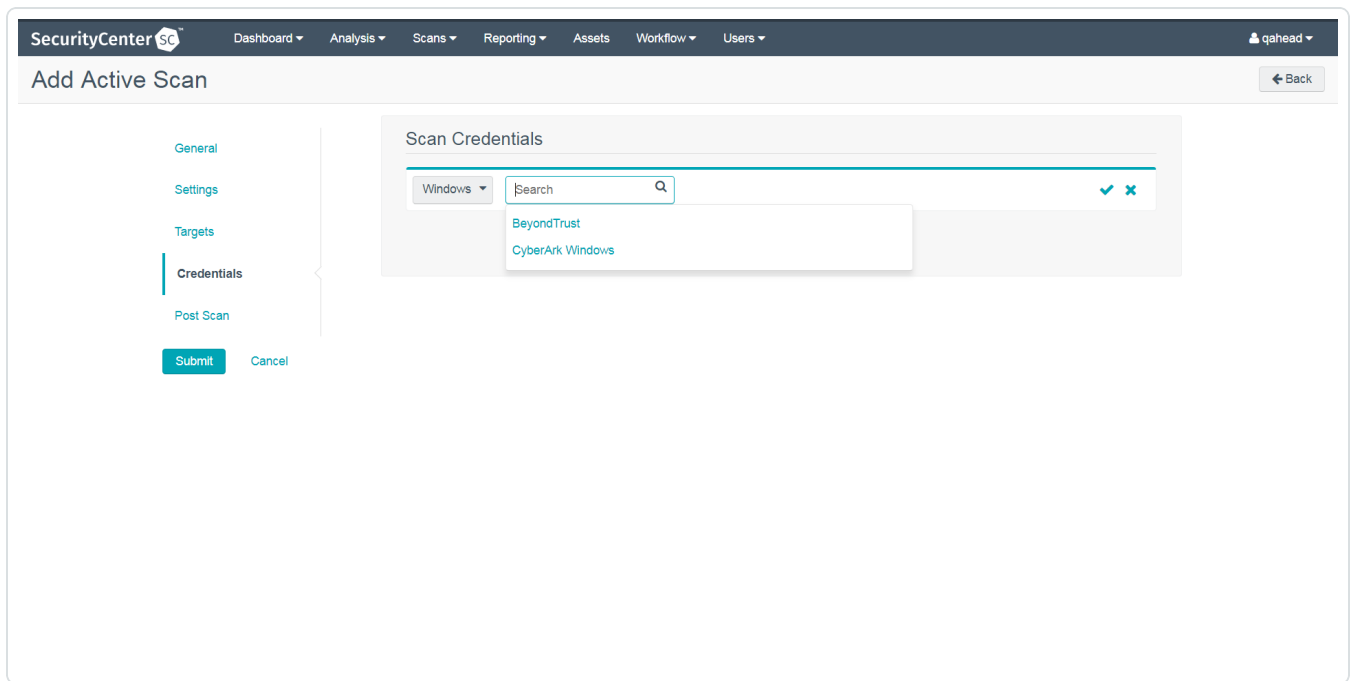 SecurityCenter SC Dashboard Analysis Scans Reporting Assets Workflow Users qahead
Add Active Scan Back
Scan Credentials
General
Windows Search
Settings
BeyondTrust
Targets
CyberArk Windows
Credentials
Post Scan
Submit Cancel